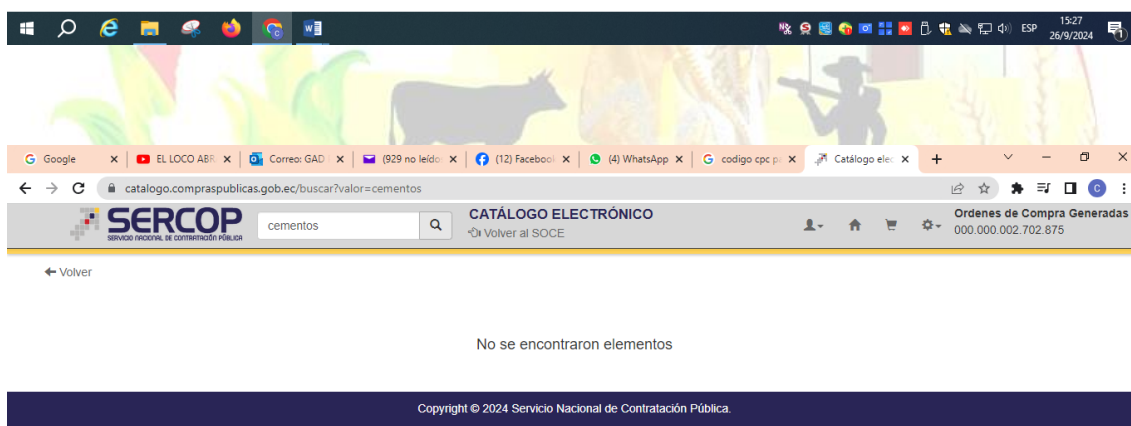 ESP
15:27
26/9/2024
1
Google
EL LOCO ABR
Correo: GAD
(929 no leído
(12) Facebook
(4) WhatsApp
codigo cpc p
Catálogo elec
catalogo.compraspublicas.gob.ec/buscar?valor=cementos
C
SERCOP
SERVICIO NACIONAL DE CONTRATACIÓN PÚBLICA
cementos
CATÁLOGO ELECTRÓNICO
Volver al SOCE
Ordenes de Compra Generadas
000.000.002.702.875
Volver
No se encontraron elementos
Copyright © 2024 Servicio Nacional de Contratación Pública.